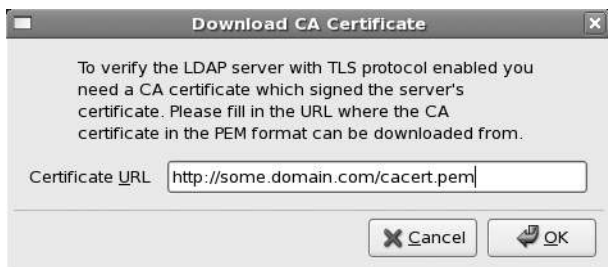 Download CA Certificate
To verify the LDAP server with TLS protocol enabled you
need a CA certificate which signed the server's
certificate. Please fill in the URL where the CA
certificate in the PEM format can be downloaded from.
Certificate URL http://some.domain.com/cacert.pem
Cancel OK